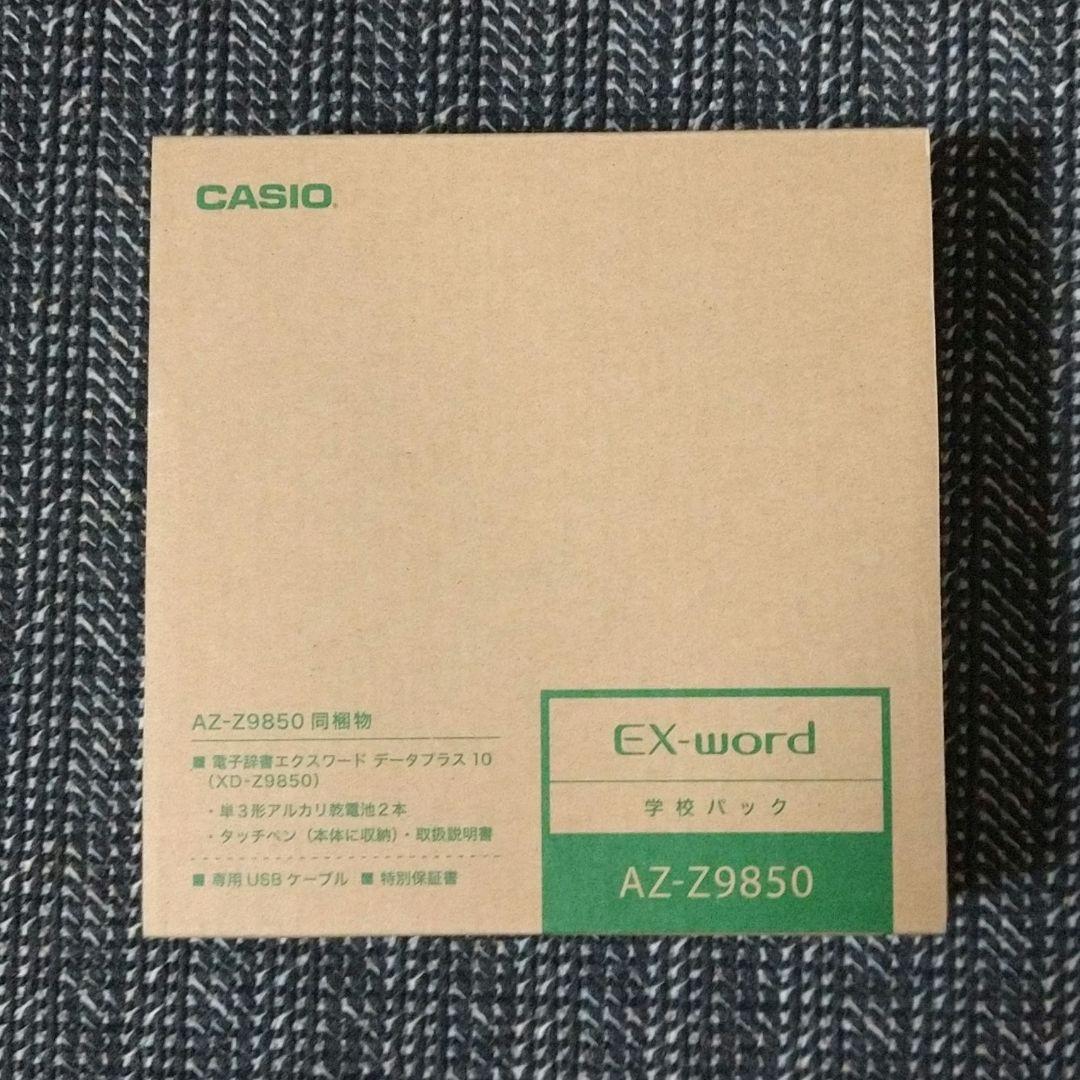 CASIO®
AZ-Z9850 同梱物
■ 電子辞書エクスワード データプラス 10
(XD-Z9850)
・単3形アルカリ乾電池2本
・タッチペン (本体に収納)・取扱説明書
■ 専用 USB ケーブル ■ 特別保証書
EX-word
学校パック
AZ-Z9850